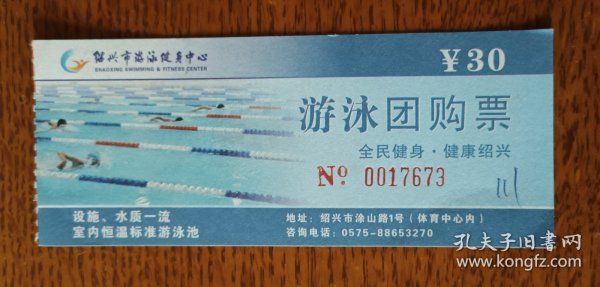 绍兴市游泳健身中心
SHAOXING SWIMMING & FITNESS CENTER
¥30
游泳团购票
全民健身·健康绍兴
Nº 0017673
设施、水质一流
室内恒温标准游泳池
地址：绍兴市涂山路1号（体育中心内）
咨询电话：0575-88653270
孔夫子旧书网
www.kongfz.com